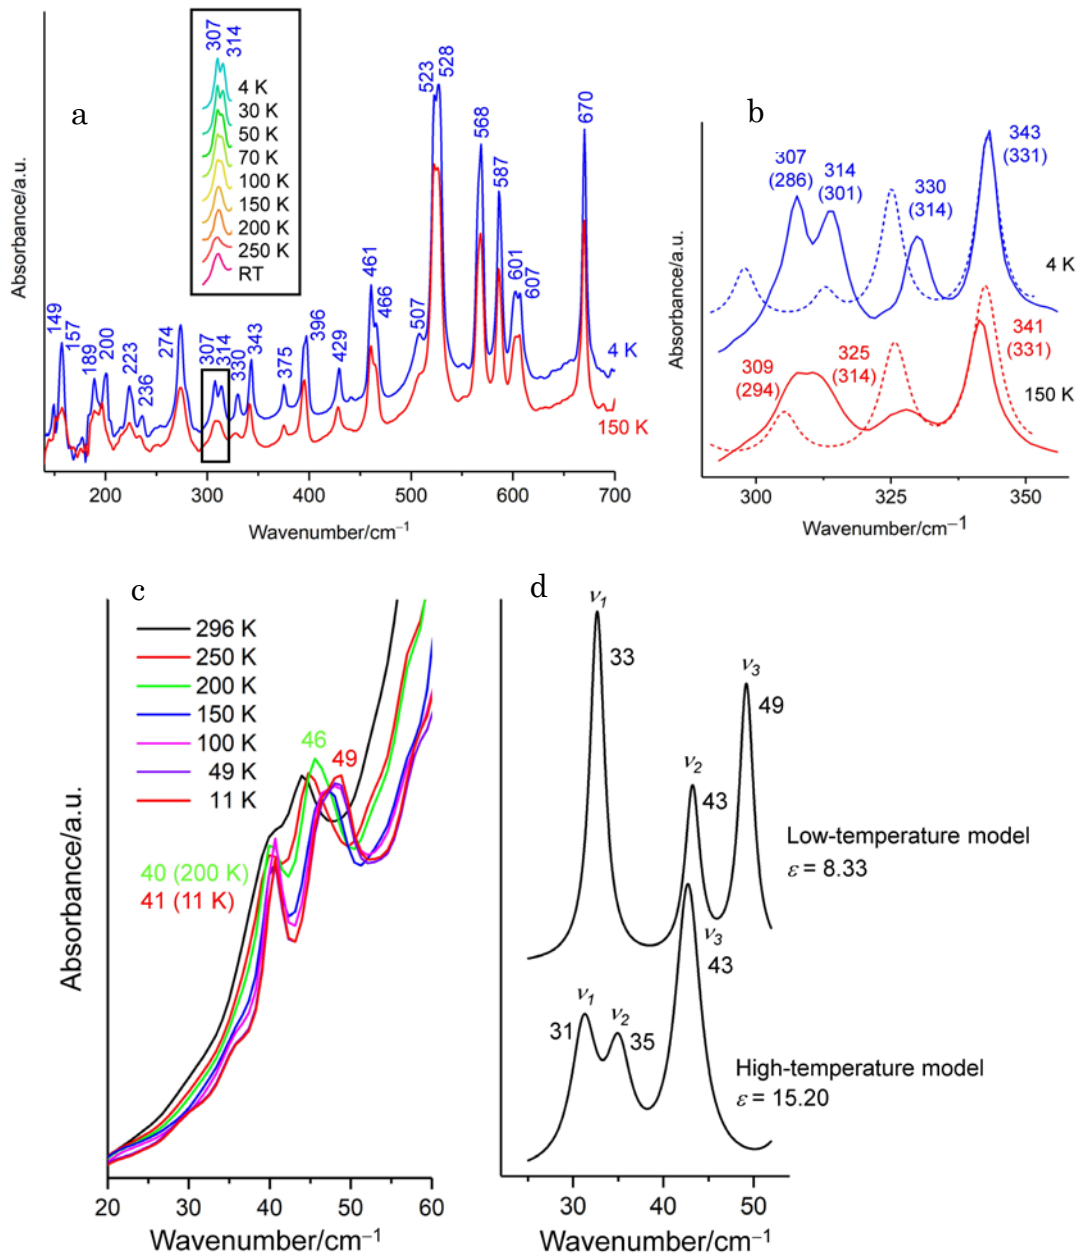 a
Absorbance/a.u.
307
314
4 K
30 K
50 K
70 K
100 K
150 K
200 K
250 K
RT
149
157
189
200
223
236
274
307
314
330
343
375
396
429
461
466
507
523
528
568
587
601
607
670
4 K
150 K
200
300
400
500
600
700
Wavenumber/cm⁻¹
b
Absorbance/a.u.
307
(286)
314
(301)
330
(314)
343
(331)
4 K
309
(294)
325
(314)
341
(331)
150 K
300
325
350
Wavenumber/cm⁻¹
c
Absorbance/a.u.
296 K
250 K
200 K
150 K
100 K
49 K
11 K
46
49
40 (200 K)
41 (11 K)
20
30
40
50
60
Wavenumber/cm⁻¹
d
ν1
33
ν2
43
ν3
49
Low-temperature model
ε = 8.33
ν1
31
ν2
35
ν3
43
High-temperature model
ε = 15.20
30
40
50
Wavenumber/cm⁻¹